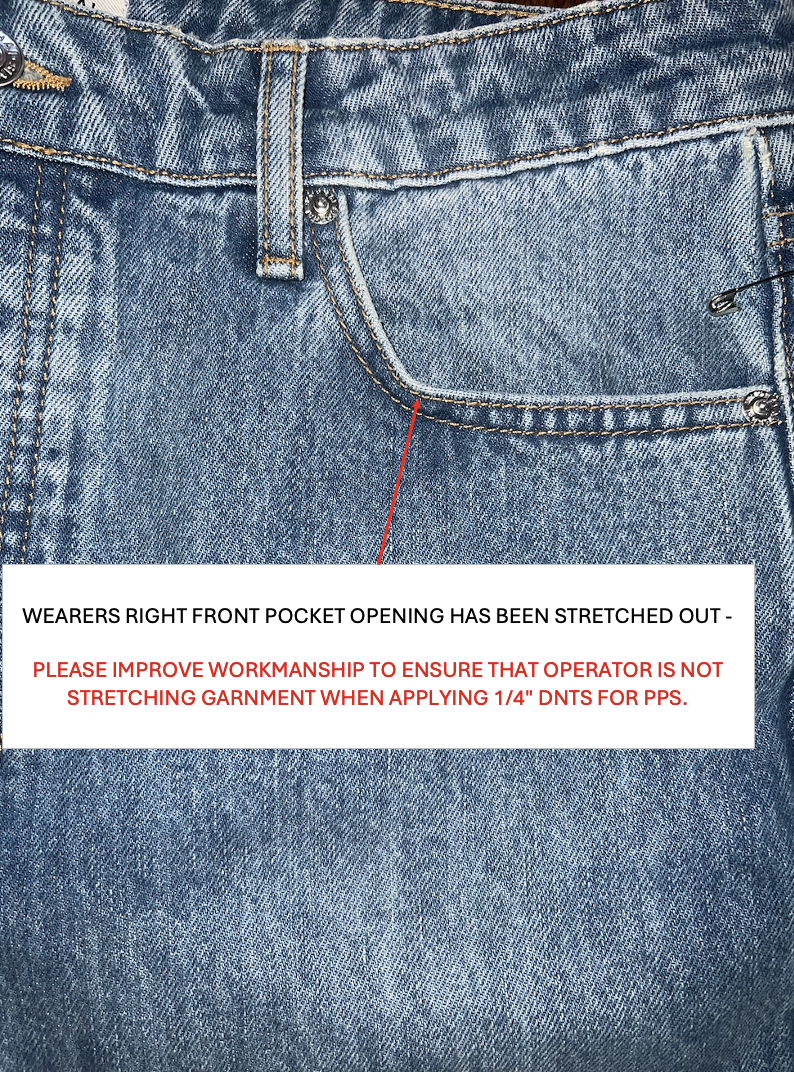 WEARERS RIGHT FRONT POCKET OPENING HAS BEEN STRETCHED OUT -
PLEASE IMPROVE WORKMANSHIP TO ENSURE THAT OPERATOR IS NOT
STRETCHING GARNMENT WHEN APPLYING 1/4" DNTS FOR PPS.